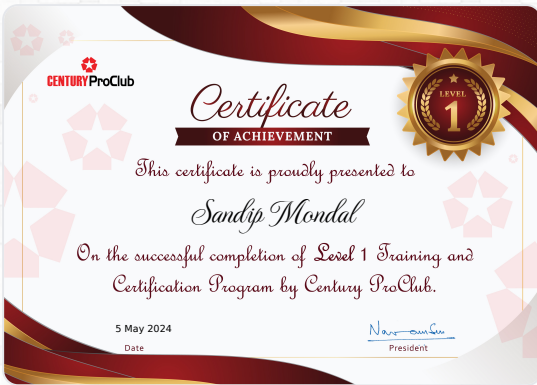 CENTURY ProClub
Certificate
OF ACHIEVEMENT
LEVEL
1
This certificate is proudly presented to
Sandip Mondal
On the successful completion of Level 1 Training and
Certification Program by Century ProClub.
5 May 2024
Date
President